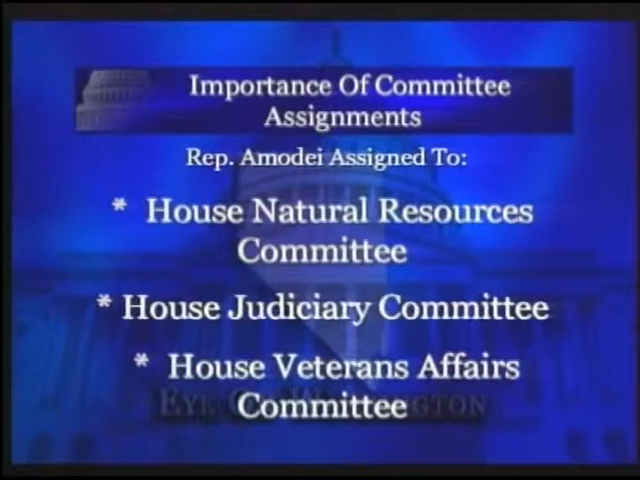 Importance Of Committee
Assignments
Rep. Amodei Assigned To:
* House Natural Resources
Committee
* House Judiciary Committee
* House Veterans Affairs
Committee